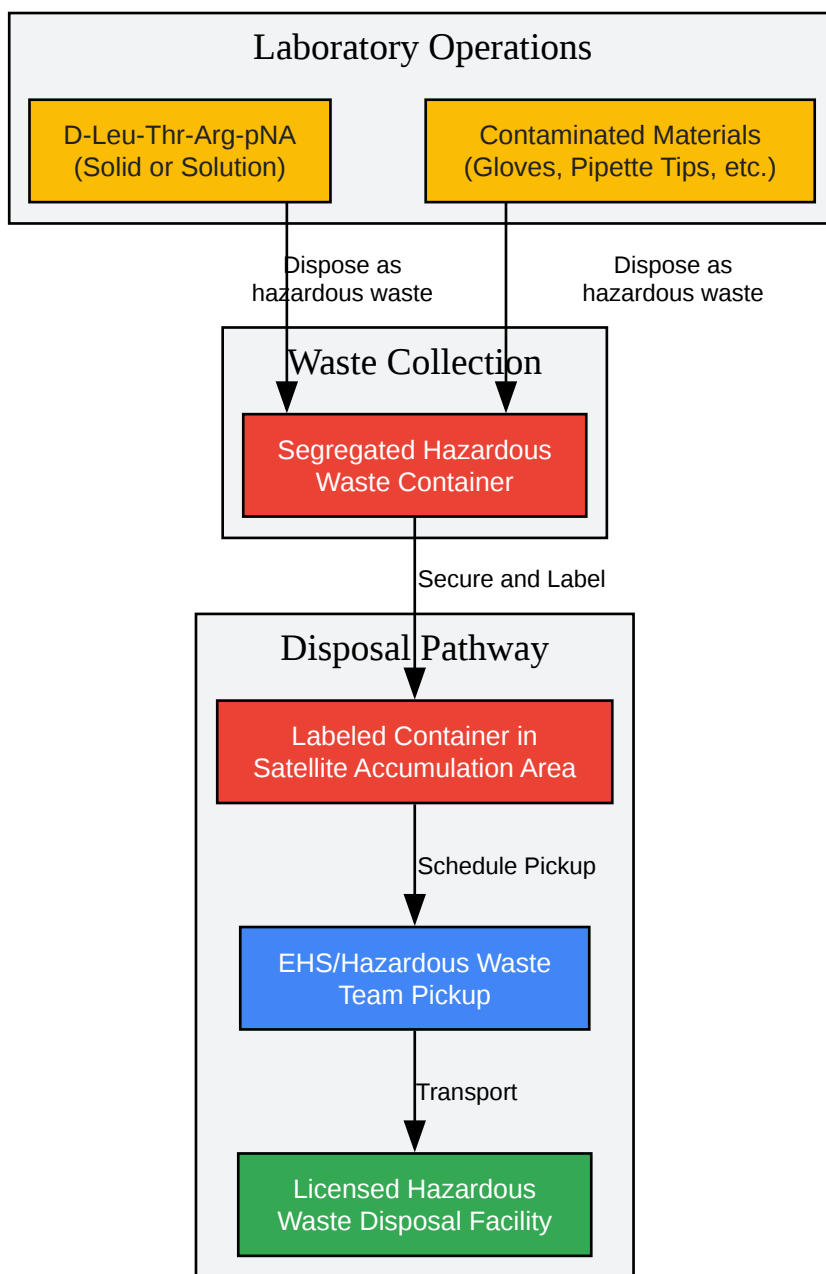 Laboratory Operations
D-Leu-Thr-Arg-pNA
(Solid or Solution)
Contaminated Materials
(Gloves, Pipette Tips, etc.)
Dispose as
hazardous waste
Dispose as
hazardous waste
Waste Collection
Segregated Hazardous
Waste Container
Secure and Label
Disposal Pathway
Labeled Container in
Satellite Accumulation Area
Schedule Pickup
EHS/Hazardous Waste
Team Pickup
Transport
Licensed Hazardous
Waste Disposal Facility